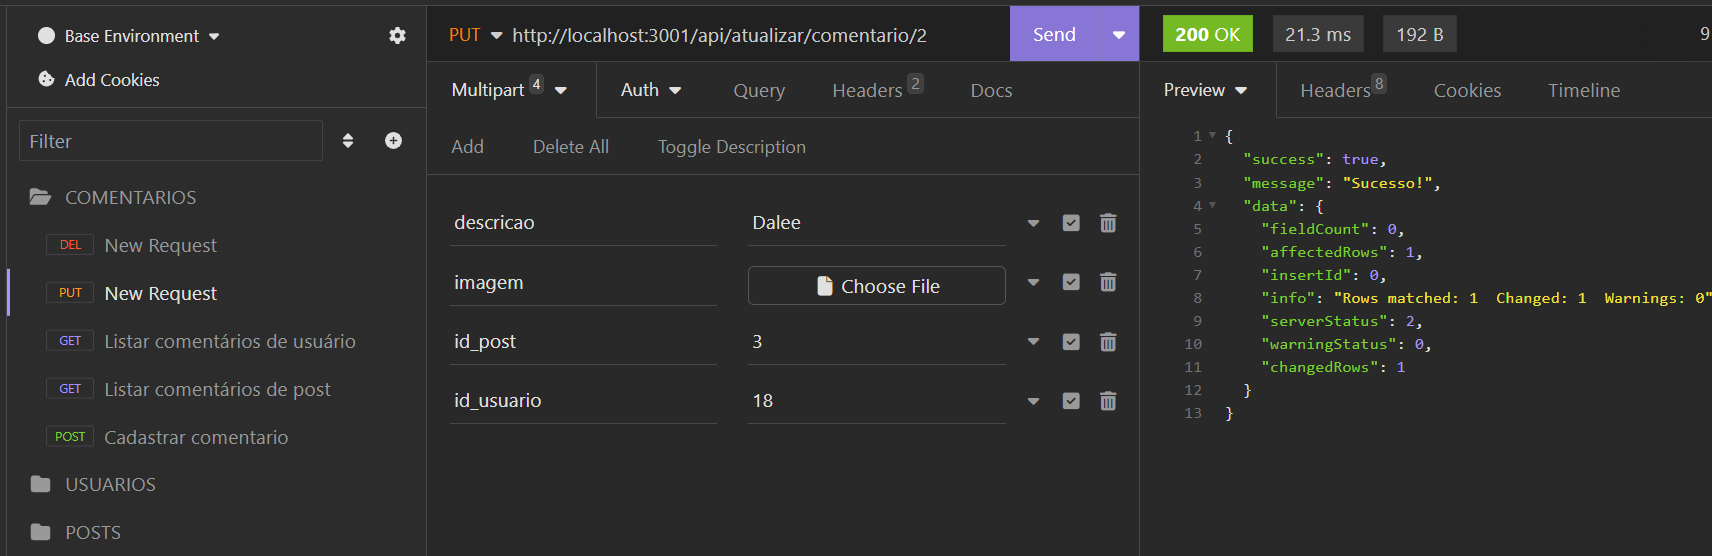 Base Environment
Add Cookies
Filter
COMENTARIOS
DEL New Request
PUT New Request
GET Listar comentários de usuário
GET Listar comentários de post
POST Cadastrar comentario
USUARIOS
POSTS
PUT http://localhost:3001/api/atualizar/comentario/2 Send
Multipart 4 Auth Query Headers 2 Docs
Add Delete All Toggle Description
descricao Dalee
imagem Choose File
id_post 3
id_usuario 18
200 OK 21.3 ms 192 B 9
Preview Headers 8 Cookies Timeline
1 {
2 "success": true,
3 "message": "Sucesso!",
4 "data": {
5 "fieldCount": 0,
6 "affectedRows": 1,
7 "insertId": 0,
8 "info": "Rows matched: 1  Changed: 1  Warnings: 0"
9 "serverStatus": 2,
10 "warningStatus": 0,
11 "changedRows": 1
12 }
13 }